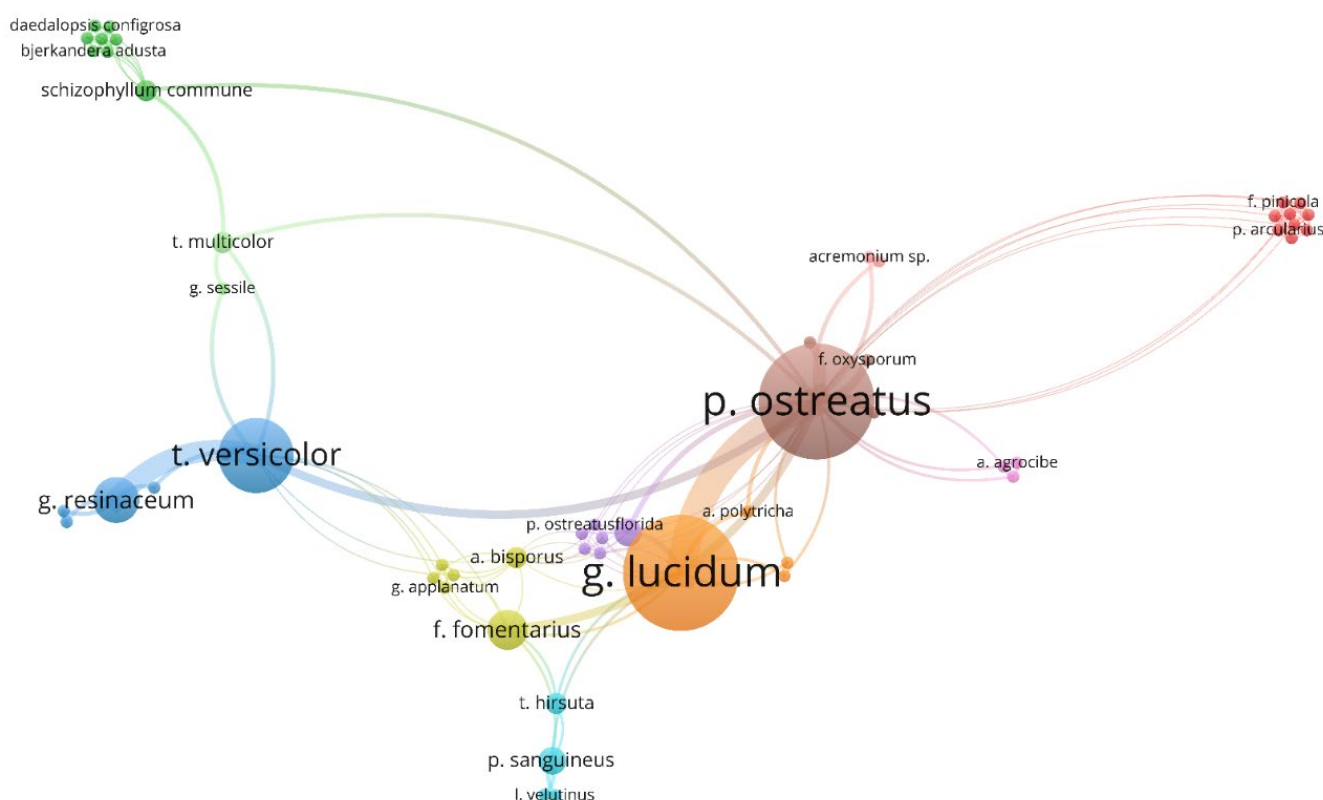 daedalopsis configrosa
bjerkandera adusta
schizophyllum commune
f. pinicola
p. arcularius
t. multicolor
acremonium sp.
g. sessile
f. oxysporum
p. ostreatus
t. versicolor
a. agrocibe
g. resinaceum
a. polytricha
p. ostreatusflorida
a. bisporus
g. lucidum
g. applanatum
f. fomentarius
t. hirsuta
p. sanguineus
l. velutinus